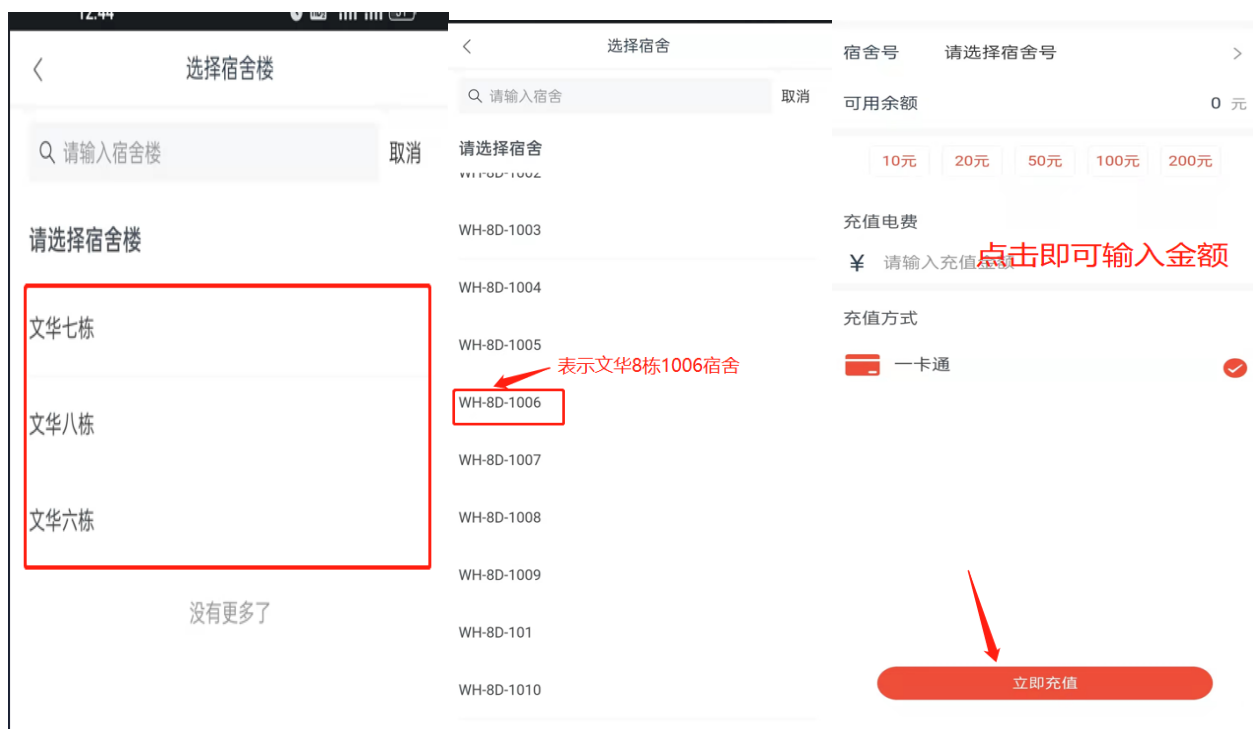 12:44
选择宿舍楼
请输入宿舍楼
取消
请选择宿舍楼
文华七栋
文华八栋
文华六栋
没有更多了
选择宿舍
请输入宿舍
取消
请选择宿舍
WH-8D-1002
WH-8D-1003
WH-8D-1004
WH-8D-1005
表示文华8栋1006宿舍
WH-8D-1006
WH-8D-1007
WH-8D-1008
WH-8D-1009
WH-8D-101
WH-8D-1010
宿舍号 请选择宿舍号
可用余额 0 元
10元 20元 50元 100元 200元
充值电费
点击即可输入金额
¥ 请输入充值金额
充值方式
一卡通
立即充值